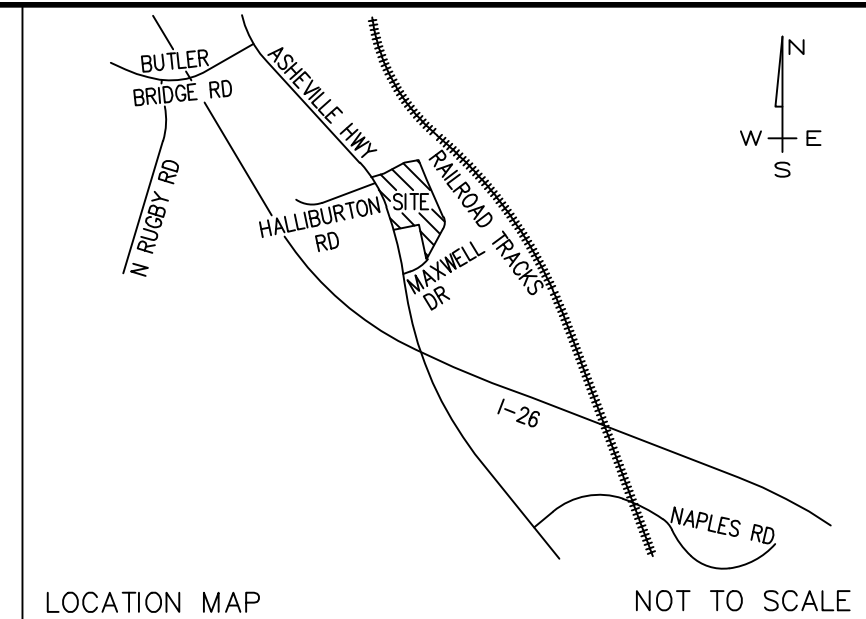 BUTLER
BRIDGE RD
ASHEVILLE HWY
N
W E
S
RAILROAD TRACKS
N RUGBY RD
HALLIBURTON
RD
SITE
MAXWELL
DR
I-26
NAPLES RD
LOCATION MAP
NOT TO SCALE